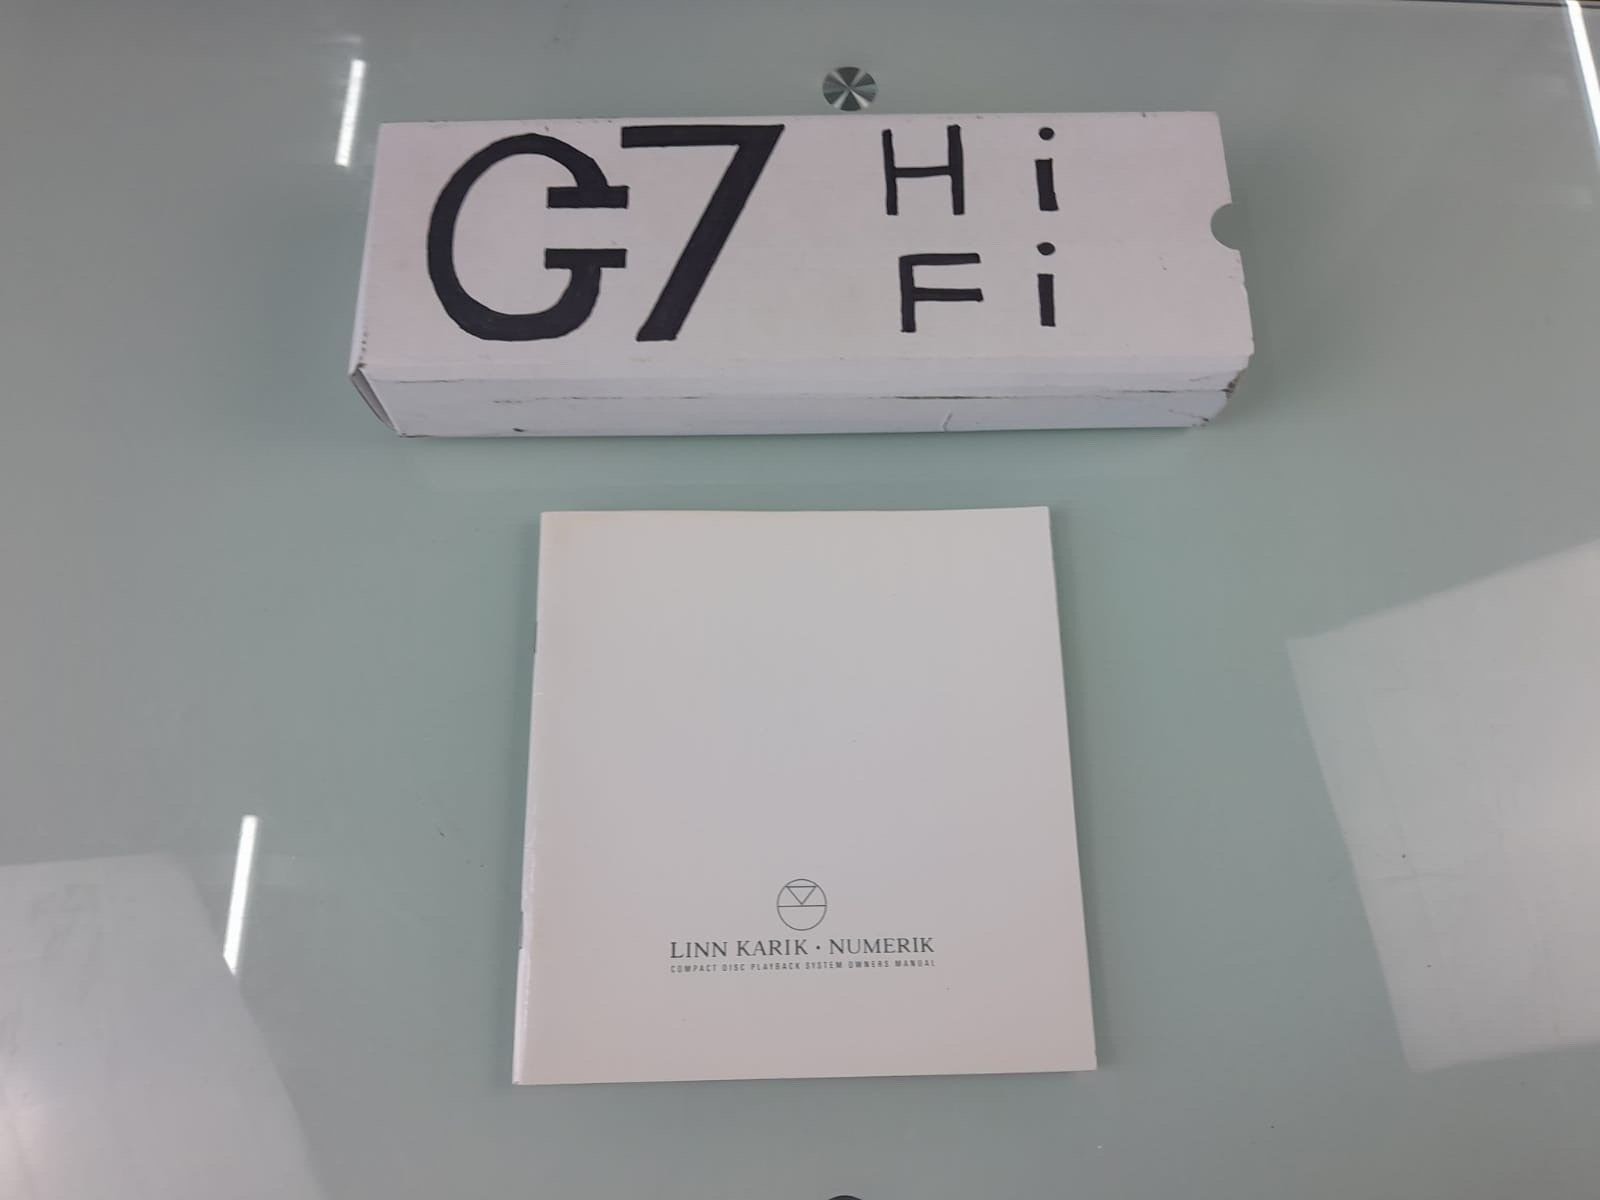 G7 Hi
Fi
LINN KARIK · NUMERIK
COMPACT DISC PLAYBACK SYSTEM OWNERS MANUAL